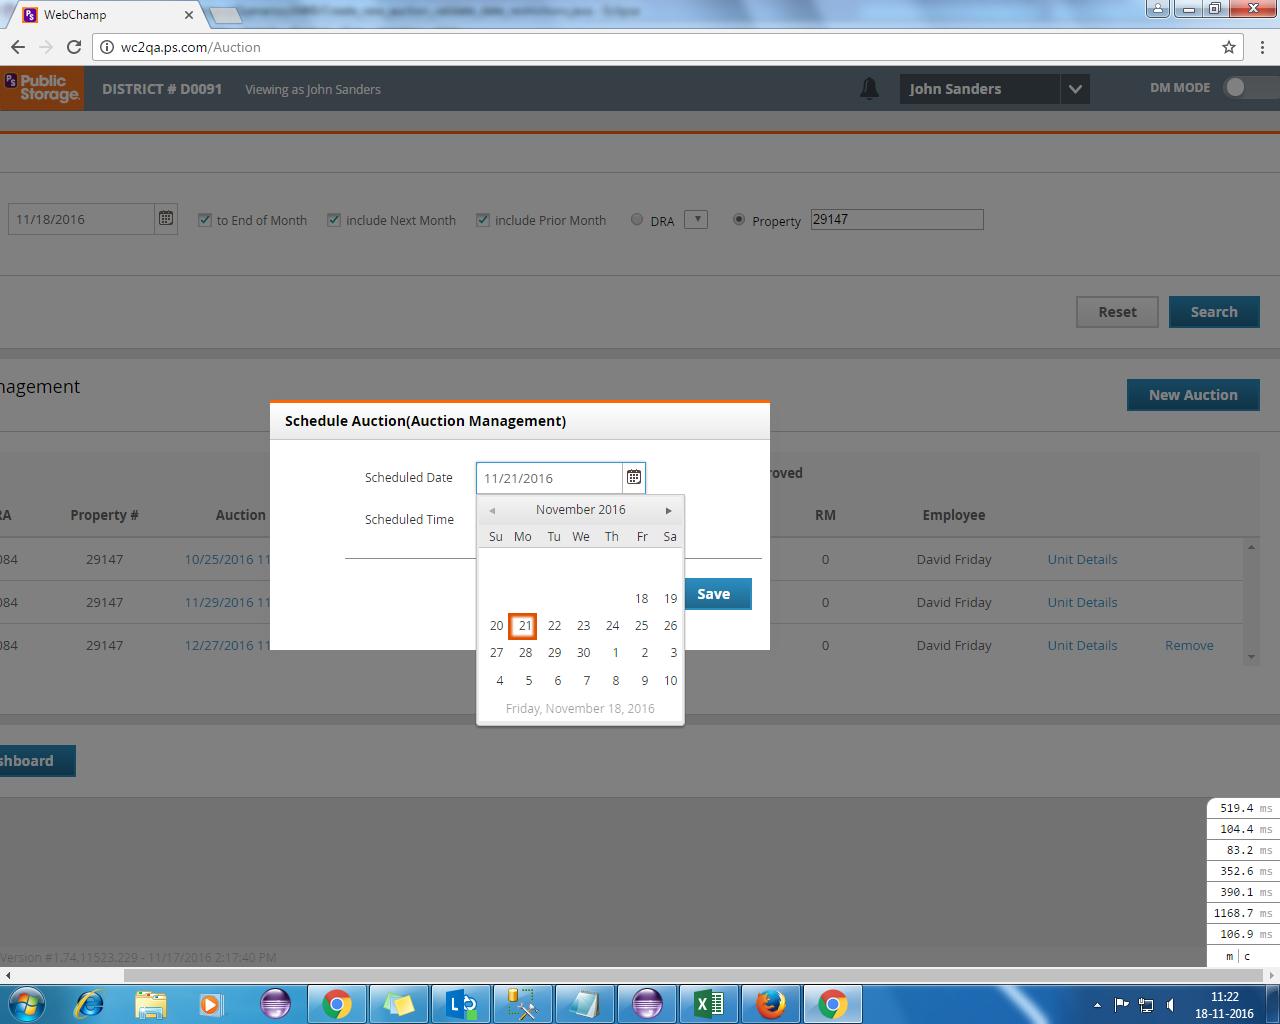 WebChamp
wc2qa.ps.com/Auction
PS Public Storage. DISTRICT # D0091 Viewing as John Sanders John Sanders DM MODE
11/18/2016 to End of Month include Next Month include Prior Month DRA Property 29147
Reset Search
nagement New Auction
Schedule Auction(Auction Management)
Scheduled Date 11/21/2016
Scheduled Time
November 2016
Su Mo Tu We Th Fr Sa
18 19
20 21 22 23 24 25 26
27 28 29 30 1 2 3
4 5 6 7 8 9 10
Friday, November 18, 2016
Save
oved
RA Property # Auction RM Employee
084 29147 10/25/2016 11 0 David Friday Unit Details
084 29147 11/29/2016 11 0 David Friday Unit Details
084 29147 12/27/2016 11 0 David Friday Unit Details Remove
shboard
519.4 ms
104.4 ms
83.2 ms
352.6 ms
390.1 ms
1168.7 ms
106.9 ms
m | c
Version #1.74.11523.229 - 11/17/2016 2:17:40 PM
11:22
18-11-2016